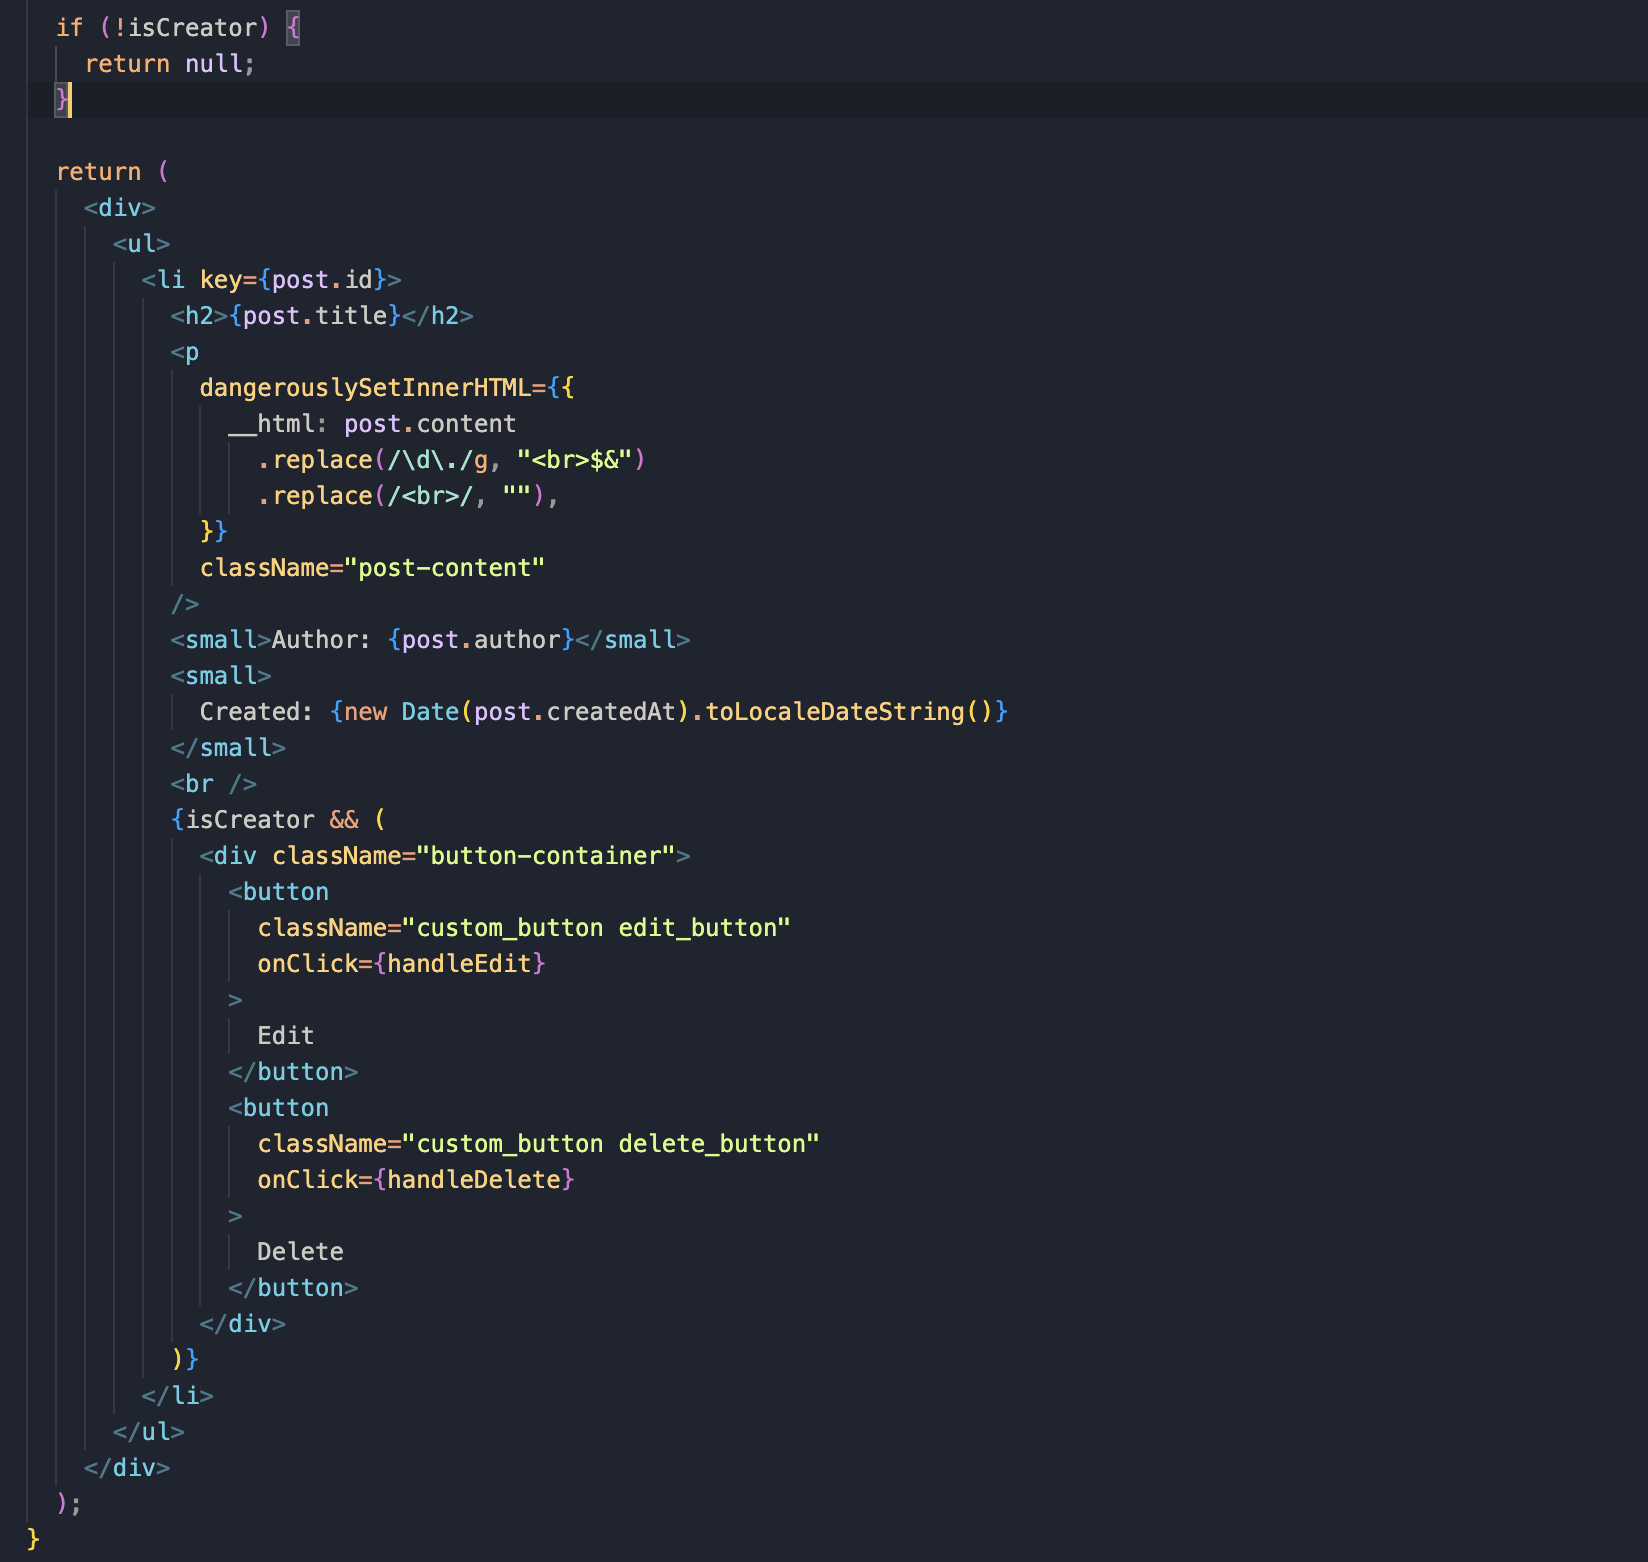 if (!isCreator) {
return null;
}
return (
<div>
<ul>
<li key={post.id}>
<h2>{post.title}</h2>
<p
dangerouslySetInnerHTML={{
__html: post.content
.replace(/\d\./g, "<br>$&")
.replace(/<br>/, ""),
}}
className="post-content"
/>
<small>Author: {post.author}</small>
<small>
Created: {new Date(post.createdAt).toLocaleDateString()}
</small>
<br />
{isCreator && (
<div className="button-container">
<button
className="custom_button edit_button"
onClick={handleEdit}
>
Edit
</button>
<button
className="custom_button delete_button"
onClick={handleDelete}
>
Delete
</button>
</div>
)}
</li>
</ul>
</div>
);
}